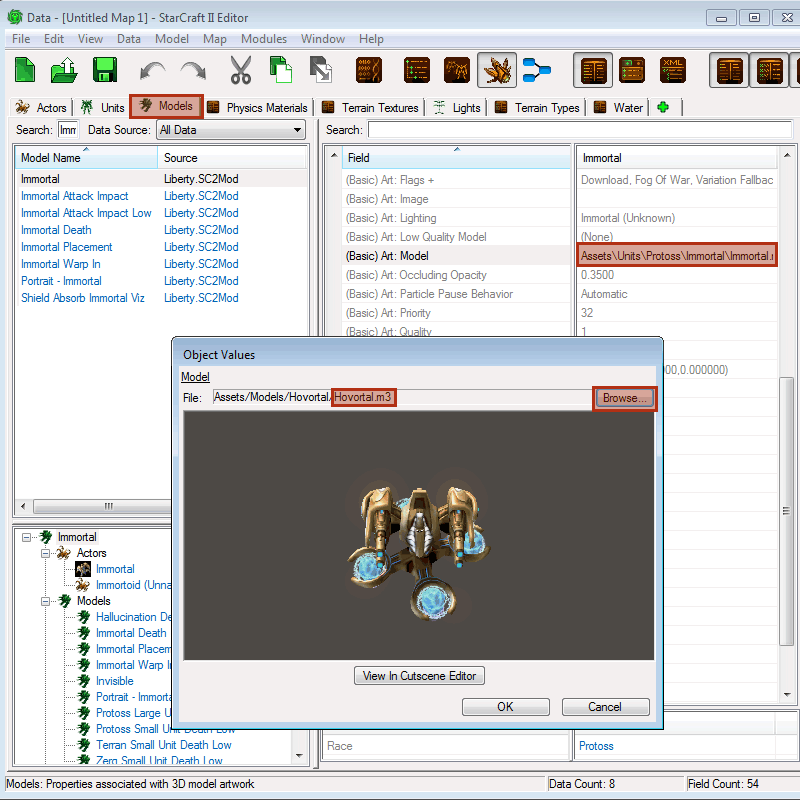 Data - [Untitled Map 1] - StarCraft II Editor
File Edit View Data Model Map Modules Window Help
XML
Actors Units Models Physics Materials Terrain Textures Lights Terrain Types Water
Search: Imm Data Source: All Data
Search:
Model Name Source
Immortal Liberty.SC2Mod
Immortal Attack Impact Liberty.SC2Mod
Immortal Attack Impact Low Liberty.SC2Mod
Immortal Death Liberty.SC2Mod
Immortal Placement Liberty.SC2Mod
Immortal Warp In Liberty.SC2Mod
Portrait - Immortal Liberty.SC2Mod
Shield Absorb Immortal Viz Liberty.SC2Mod
Field Immortal
(Basic) Art: Flags + Download, Fog Of War, Variation Fallbac
(Basic) Art: Image
(Basic) Art: Lighting Immortal (Unknown)
(Basic) Art: Low Quality Model (None)
(Basic) Art: Model Assets\Units\Protoss\Immortal\Immortal.
(Basic) Art: Occluding Opacity 0.3500
(Basic) Art: Particle Pause Behavior Automatic
(Basic) Art: Priority 32
(Basic) Art: Quality 1
00,0.000000)
Object Values
Model
File: Assets/Models/Hovortal/Hovortal.m3 Browse...
View In Cutscene Editor
OK Cancel
Immortal
Actors
Immortal
Immortoid (Unna
Models
Hallucination De
Immortal Death
Immortal Placem
Immortal Warp I
Invisible
Portrait - Immorta
Protoss Large U
Protoss Small Unit Death Low
Terran Small Unit Death Low
Zerg Small Unit Death Low
Race Protoss
Models: Properties associated with 3D model artwork Data Count: 8 Field Count: 54